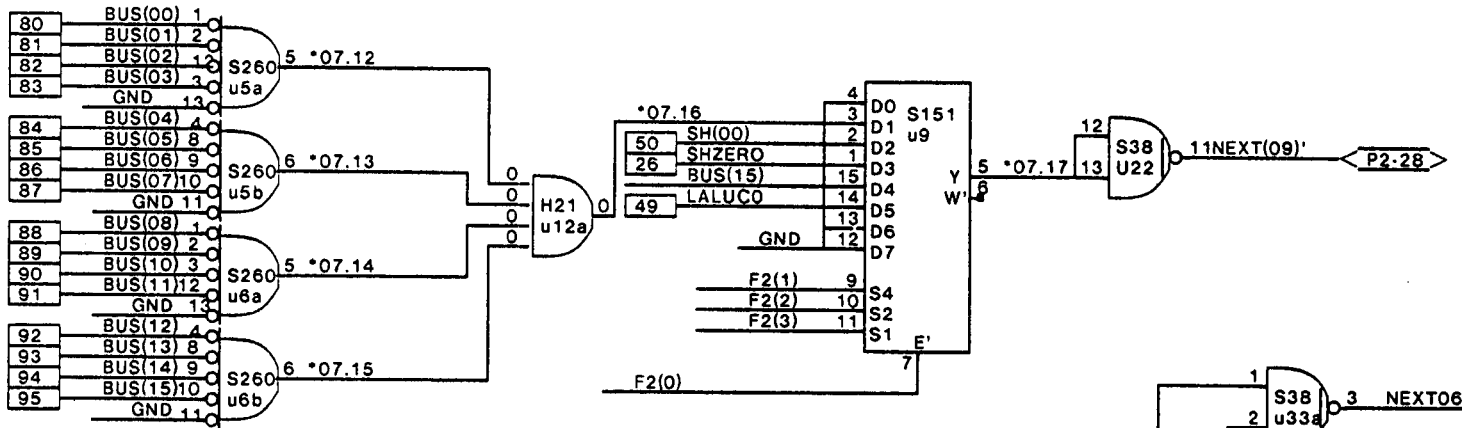 80 BUS(00) 1
81 BUS(01) 2
82 BUS(02) 12
83 BUS(03) 3
GND 13
S260
u5a
5 *07.12
84 BUS(04) 4
85 BUS(05) 8
86 BUS(06) 9
87 BUS(07) 10
GND 11
S260
u5b
6 *07.13
88 BUS(08) 1
89 BUS(09) 2
90 BUS(10) 3
91 BUS(11) 12
GND 13
S260
u6a
5 *07.14
92 BUS(12) 4
93 BUS(13) 8
94 BUS(14) 9
95 BUS(15) 10
GND 11
S260
u6b
6 *07.15
0
0
0
0
H21
u12a
0
*07.16
50 SH(00)
26 SHZERO
BUS(15)
49 LALUC0
GND
4 D0
3 D1
2 D2
1 D3
15 D4
14 D5
13 D6
12 D7
S151
u9
F2(1) 9 S4
F2(2) 10 S2
F2(3) 11 S1
E'
7
F2(0)
Y 5 *07.17
W' 6
12
13
S38
U22
11 NEXT(09)'
P2-28
1
2
S38
u33a
3 NEXT06